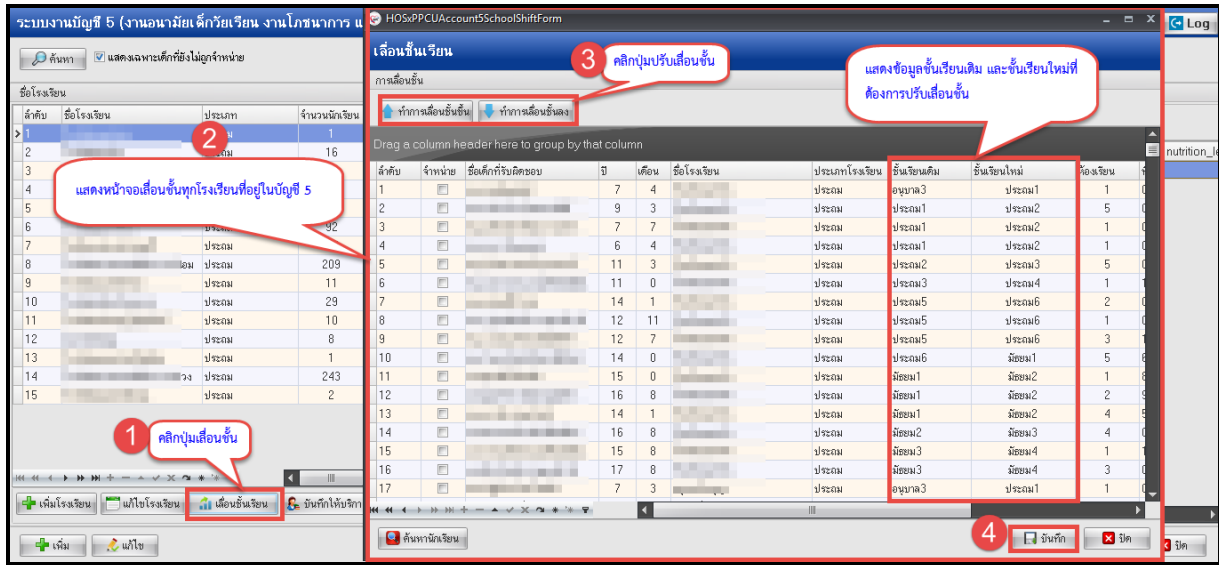 ระบบงานบัญชี 5 (งานอนามัยเด็กวัยเรียน งานโภชนาการ แ
ค้นหา แสดงเฉพาะเด็กที่ยังไม่ถูกจำหน่าย
ชื่อโรงเรียน
ลำดับ ชื่อโรงเรียน ประเภท จำนวนนักเรียน
1 1
2 16
3
4
5
6 92
7 ประถม
8 ประถม 209
9 ประถม 11
10 ประถม 29
11 ประถม 10
12 ประถม 8
13 ประถม 1
14 วง ประถม 243
15 ประถม 2
2
แสดงหน้าจอเลื่อนชั้นทุกโรงเรียนที่อยู่ในบัญชี 5
1 คลิกปุ่มเลื่อนชั้น
เพิ่มโรงเรียน แก้ไขโรงเรียน เลื่อนชั้นเรียน บันทึกให้บริกา
เพิ่ม แก้ไข
HOSxPPCUAccount5SchoolShiftForm
เลื่อนชั้นเรียน
การเลื่อนชั้น
3 คลิกปุ่มปรับเลื่อนชั้น
แสดงข้อมูลชั้นเรียนเดิม และชั้นเรียนใหม่ที่
ต้องการปรับเลื่อนชั้น
ทำการเลื่อนชั้นขึ้น ทำการเลื่อนชั้นลง
Drag a column header here to group by that column
ลำดับ จำหน่าย ชื่อเด็กที่รับผิดชอบ ปี เดือน ชื่อโรงเรียน ประเภทโรงเรียน ชั้นเรียนเดิม ชั้นเรียนใหม่ ห้องเรียน
1 7 4 ประถม อนุบาล3 ประถม1 1
2 9 3 ประถม ประถม1 ประถม2 5
3 7 7 ประถม ประถม1 ประถม2 1
4 6 4 ประถม ประถม1 ประถม2 1
5 11 3 ประถม ประถม2 ประถม3 5
6 11 0 ประถม ประถม3 ประถม4 1
7 14 1 ประถม ประถม5 ประถม6 2
8 12 11 ประถม ประถม5 ประถม6 1
9 12 7 ประถม ประถม5 ประถม6 3
10 14 0 ประถม ประถม6 มัธยม1 5
11 15 0 ประถม มัธยม1 มัธยม2 1
12 16 8 ประถม มัธยม1 มัธยม2 2
13 14 1 ประถม มัธยม1 มัธยม2 4
14 16 8 ประถม มัธยม2 มัธยม3 4
15 15 8 ประถม มัธยม3 มัธยม4 1
16 17 8 ประถม มัธยม3 มัธยม4 3
17 7 3 ประถม อนุบาล3 ประถม1 1
ค้นหานักเรียน 4 บันทึก ปิด
Log
nutrition_le
ปิด